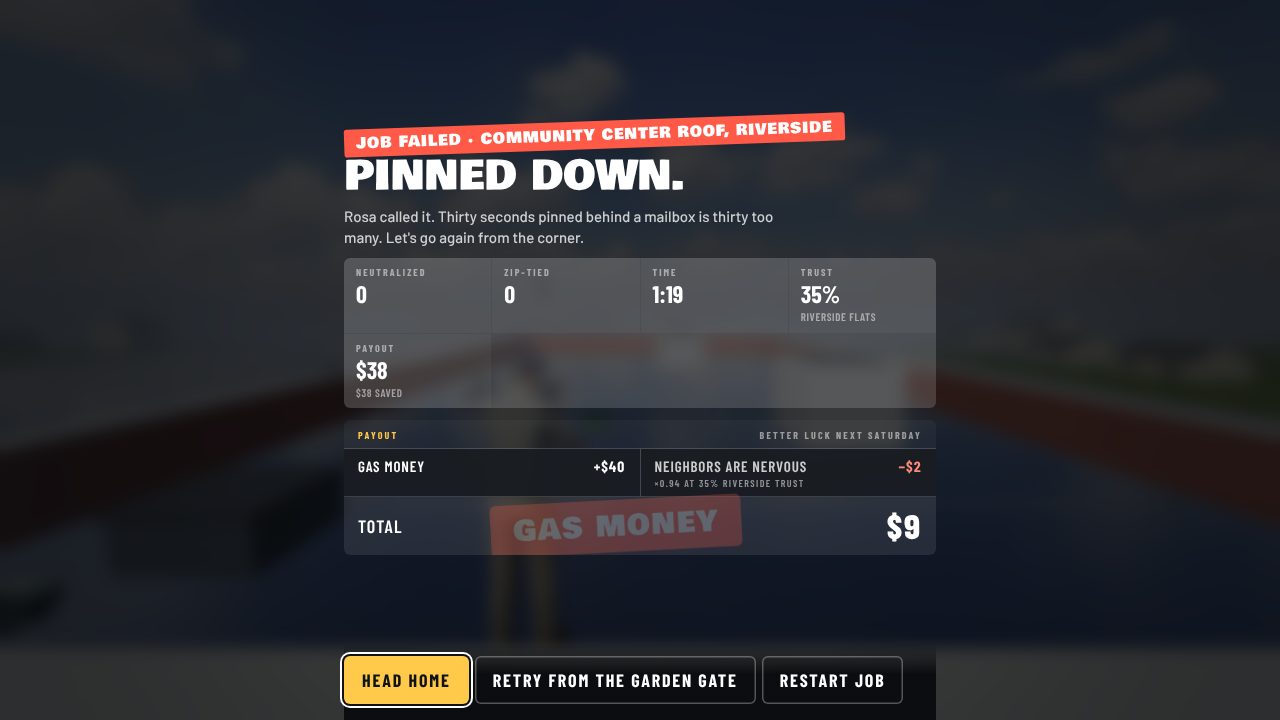 JOB FAILED · COMMUNITY CENTER ROOF, RIVERSIDE
PINNED DOWN.
Rosa called it. Thirty seconds pinned behind a mailbox is thirty too
many. Let's go again from the corner.
NEUTRALIZED
0
ZIP-TIED
0
TIME
1:19
TRUST
35%
RIVERSIDE FLATS
PAYOUT
$38
$38 SAVED
PAYOUT
BETTER LUCK NEXT SATURDAY
GAS MONEY +$40
NEIGHBORS ARE NERVOUS −$2
×0.94 AT 35% RIVERSIDE TRUST
TOTAL
GAS MONEY
$9
HEAD HOME
RETRY FROM THE GARDEN GATE
RESTART JOB